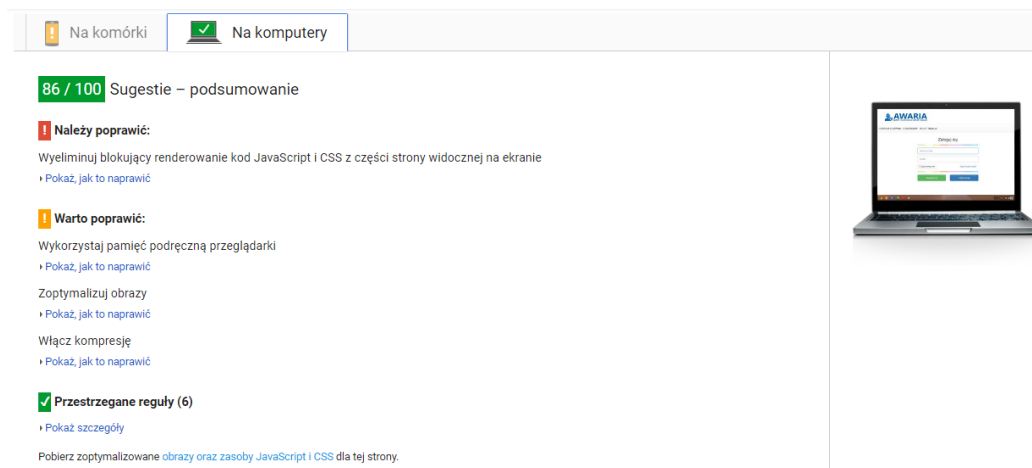 Na komórki
Na komputery
86 / 100 Sugestie – podsumowanie
! Należy poprawić:
Wyeliminuj blokujący renderowanie kod JavaScript i CSS z części strony widocznej na ekranie
Pokaż, jak to naprawić
! Warto poprawić:
Wykorzystaj pamięć podręczną przeglądarki
Pokaż, jak to naprawić
Zoptymalizuj obrazy
Pokaż, jak to naprawić
Włącz kompresję
Pokaż, jak to naprawić
Przestrzegane reguły (6)
Pokaż szczegóły
Pobierz zoptymalizowane obrazy oraz zasoby JavaScript i CSS dla tej strony.
AWARIA
Zaloguj się